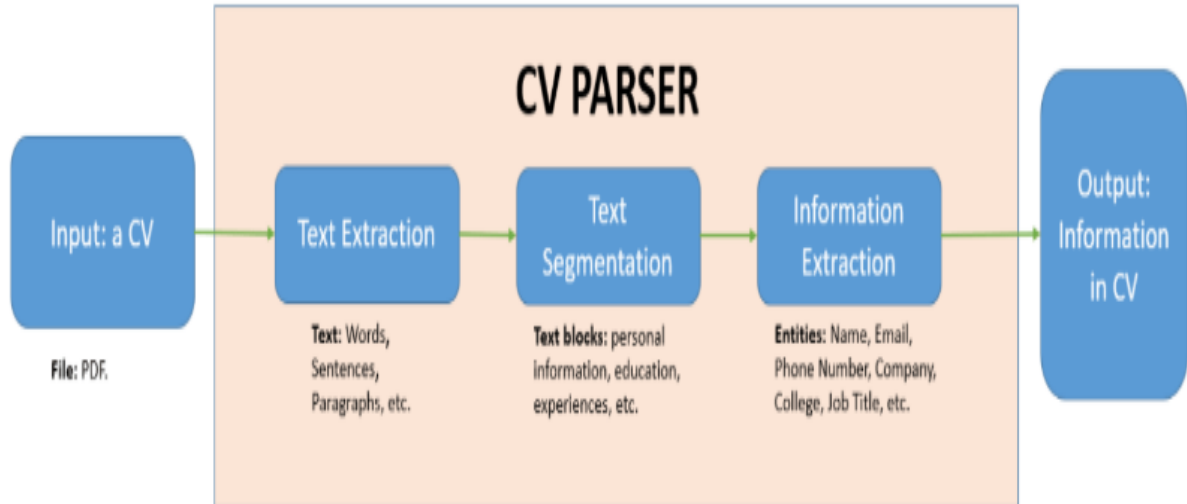 CV PARSER
Input: a CV
File: PDF.
Text Extraction
Text: Words,
Sentences,
Paragraphs, etc.
Text
Segmentation
Text blocks: personal
information, education,
experiences, etc.
Information
Extraction
Entities: Name, Email,
Phone Number, Company,
College, Job Title, etc.
Output:
Information
in CV